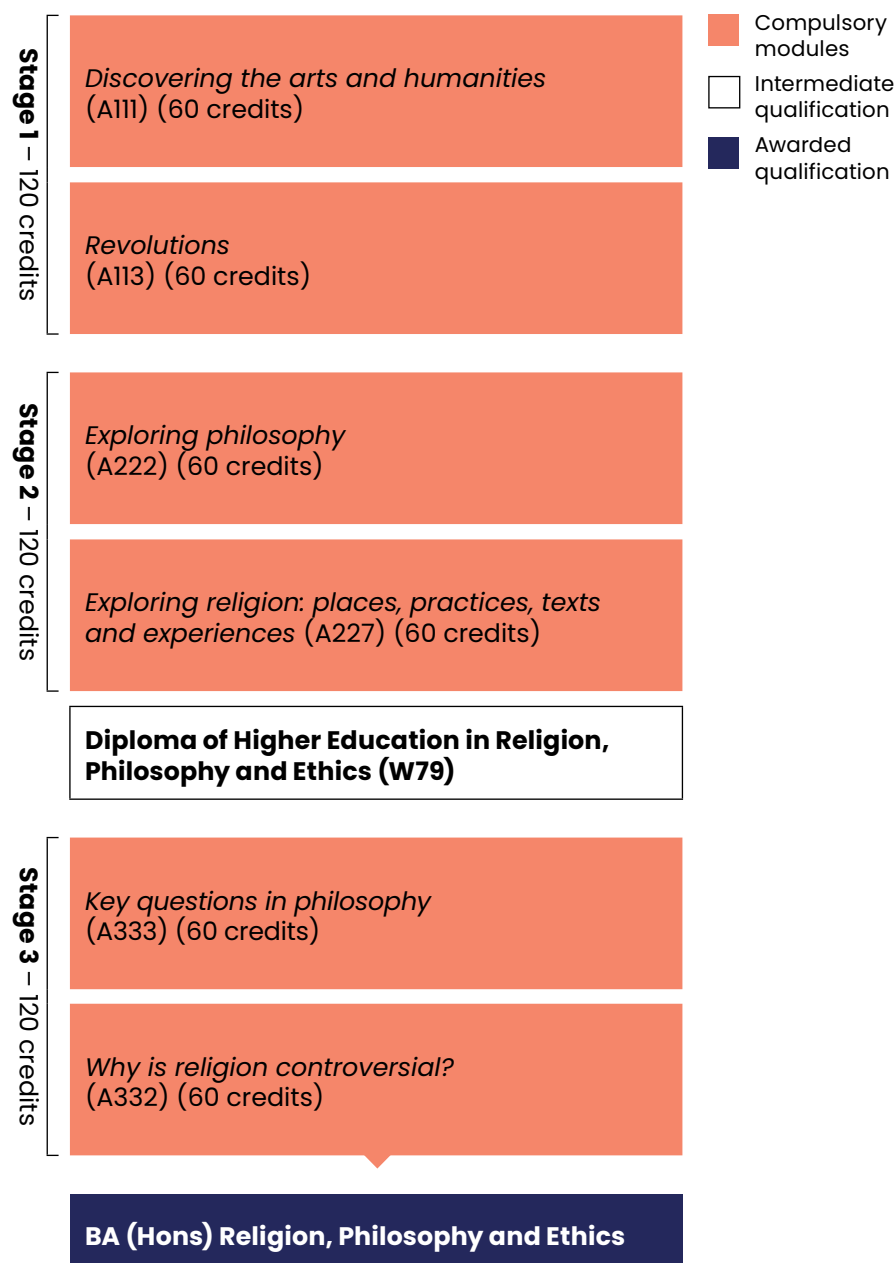 Compulsory
modules
Intermediate
qualification
Awarded
qualification
Stage 1 – 120 credits
Discovering the arts and humanities
(A111) (60 credits)
Revolutions
(A113) (60 credits)
Stage 2 – 120 credits
Exploring philosophy
(A222) (60 credits)
Exploring religion: places, practices, texts
and experiences (A227) (60 credits)
Diploma of Higher Education in Religion,
Philosophy and Ethics (W79)
Stage 3 – 120 credits
Key questions in philosophy
(A333) (60 credits)
Why is religion controversial?
(A332) (60 credits)
BA (Hons) Religion, Philosophy and Ethics